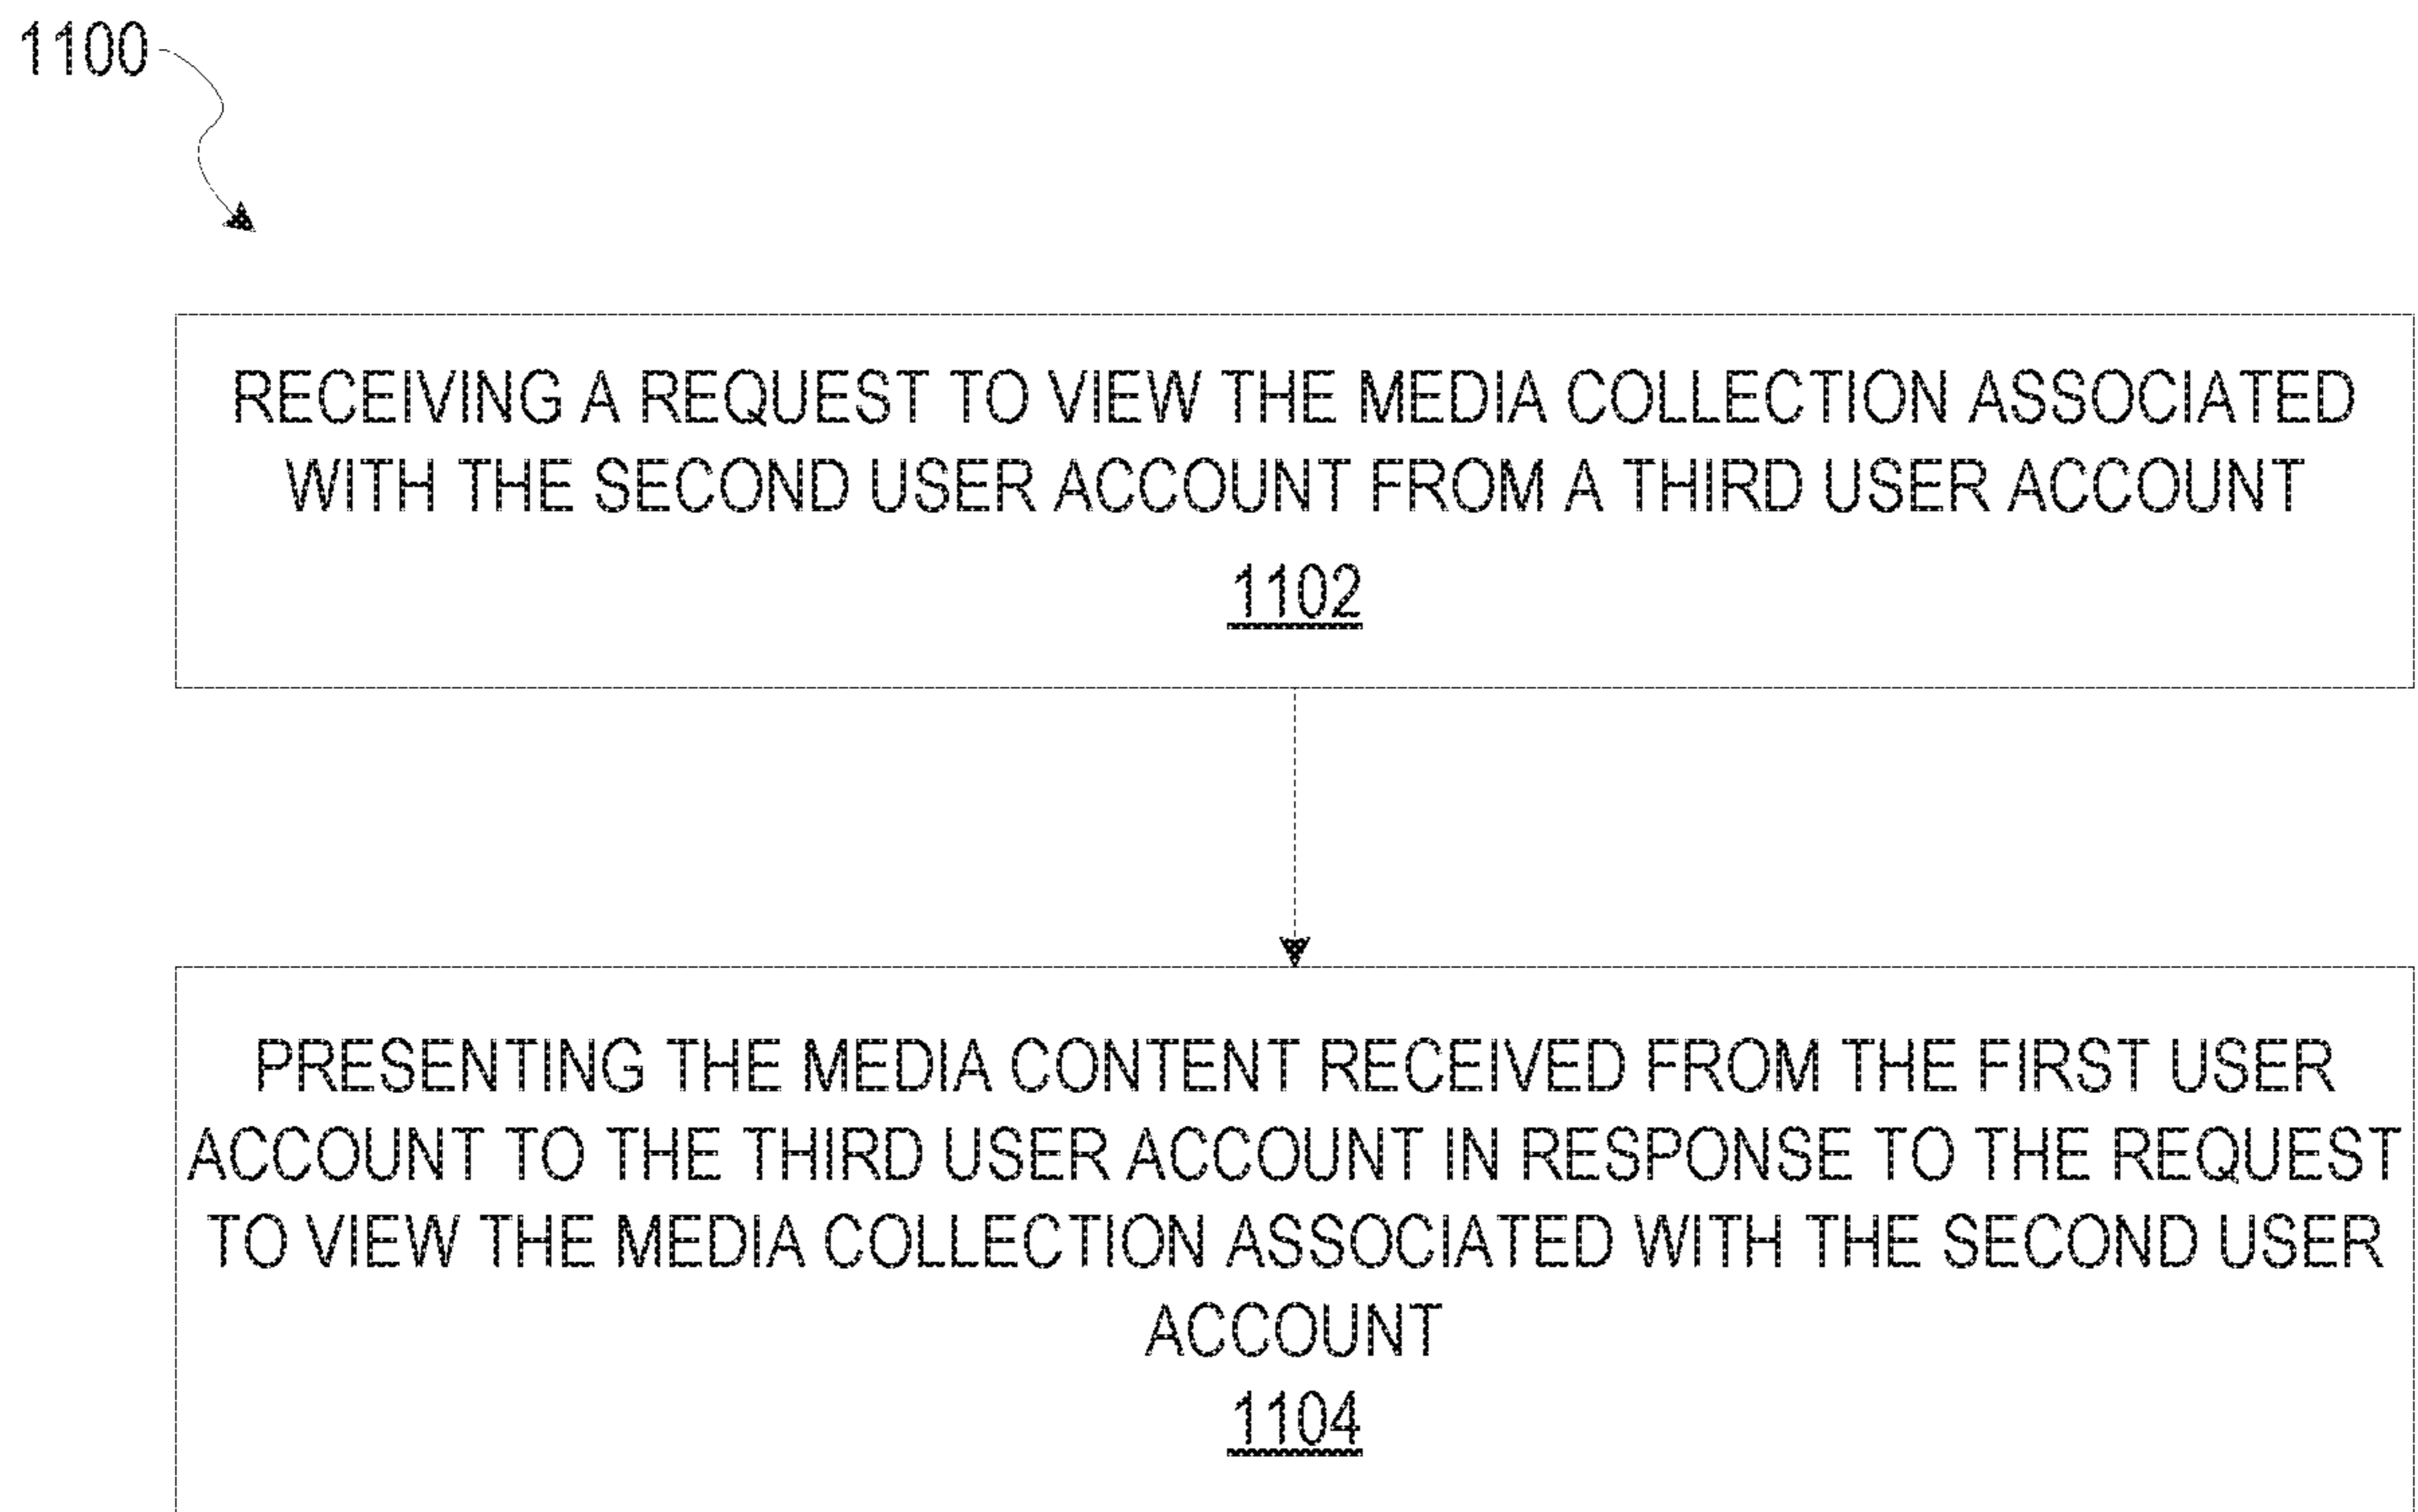 1100
RECEIVING A REQUEST TO VIEW THE MEDIA COLLECTION ASSOCIATED
WITH THE SECOND USER ACCOUNT FROM A THIRD USER ACCOUNT
1102
PRESENTING THE MEDIA CONTENT RECEIVED FROM THE FIRST USER
ACCOUNT TO THE THIRD USER ACCOUNT IN RESPONSE TO THE REQUEST
TO VIEW THE MEDIA COLLECTION ASSOCIATED WITH THE SECOND USER
ACCOUNT
1104